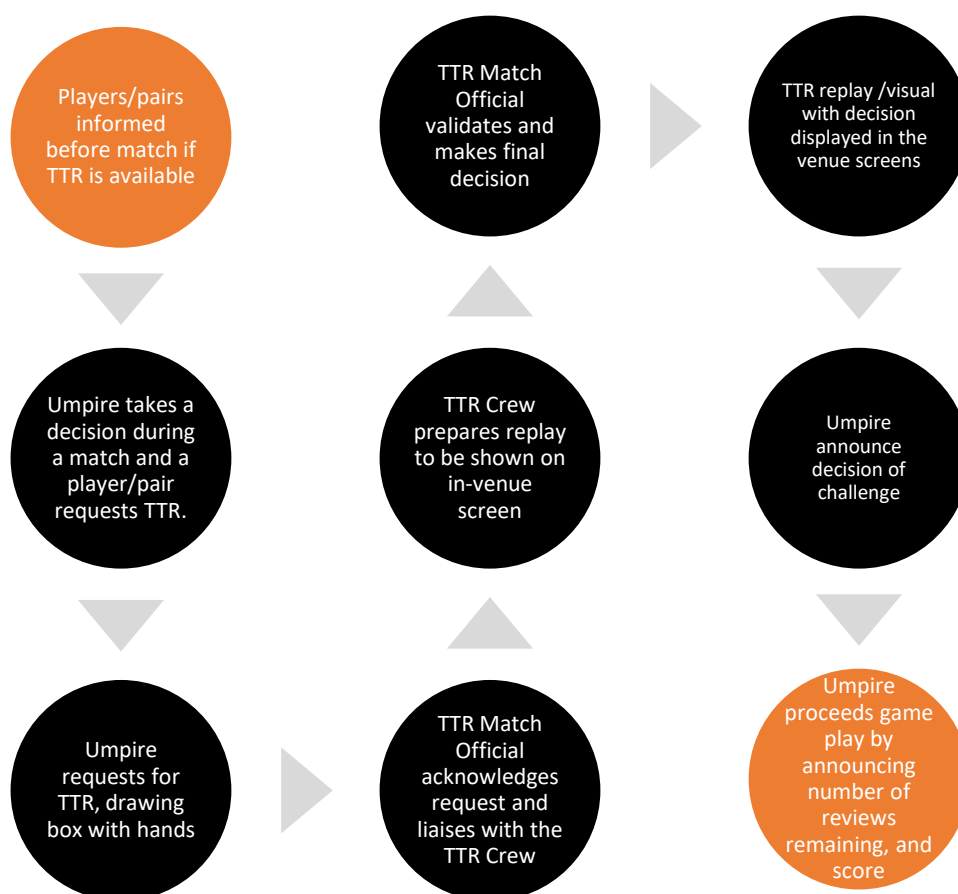 Players/pairs
informed
before match if
TTR is available
Umpire takes a
decision during
a match and a
player/pair
requests TTR.
Umpire
requests for
TTR, drawing
box with hands
TTR Match
Official
acknowledges
request and
liaises with the
TTR Crew
TTR Crew
prepares replay
to be shown on
in-venue
screen
TTR Match
Official
validates and
makes final
decision
TTR replay /visual
with decision
displayed in the
venue screens
Umpire
announce
decision of
challenge
Umpire
proceeds game
play by
announcing
number of
reviews
remaining, and
score